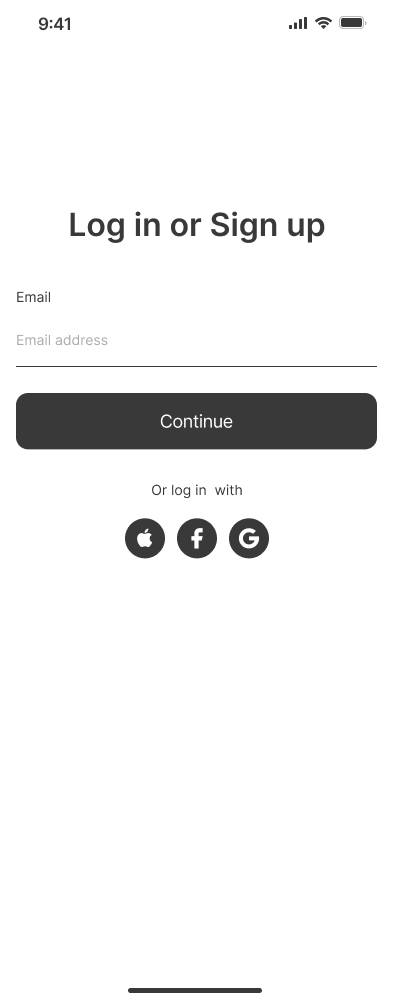 9:41
Log in or Sign up
Email
Email address
Continue
Or log in  with